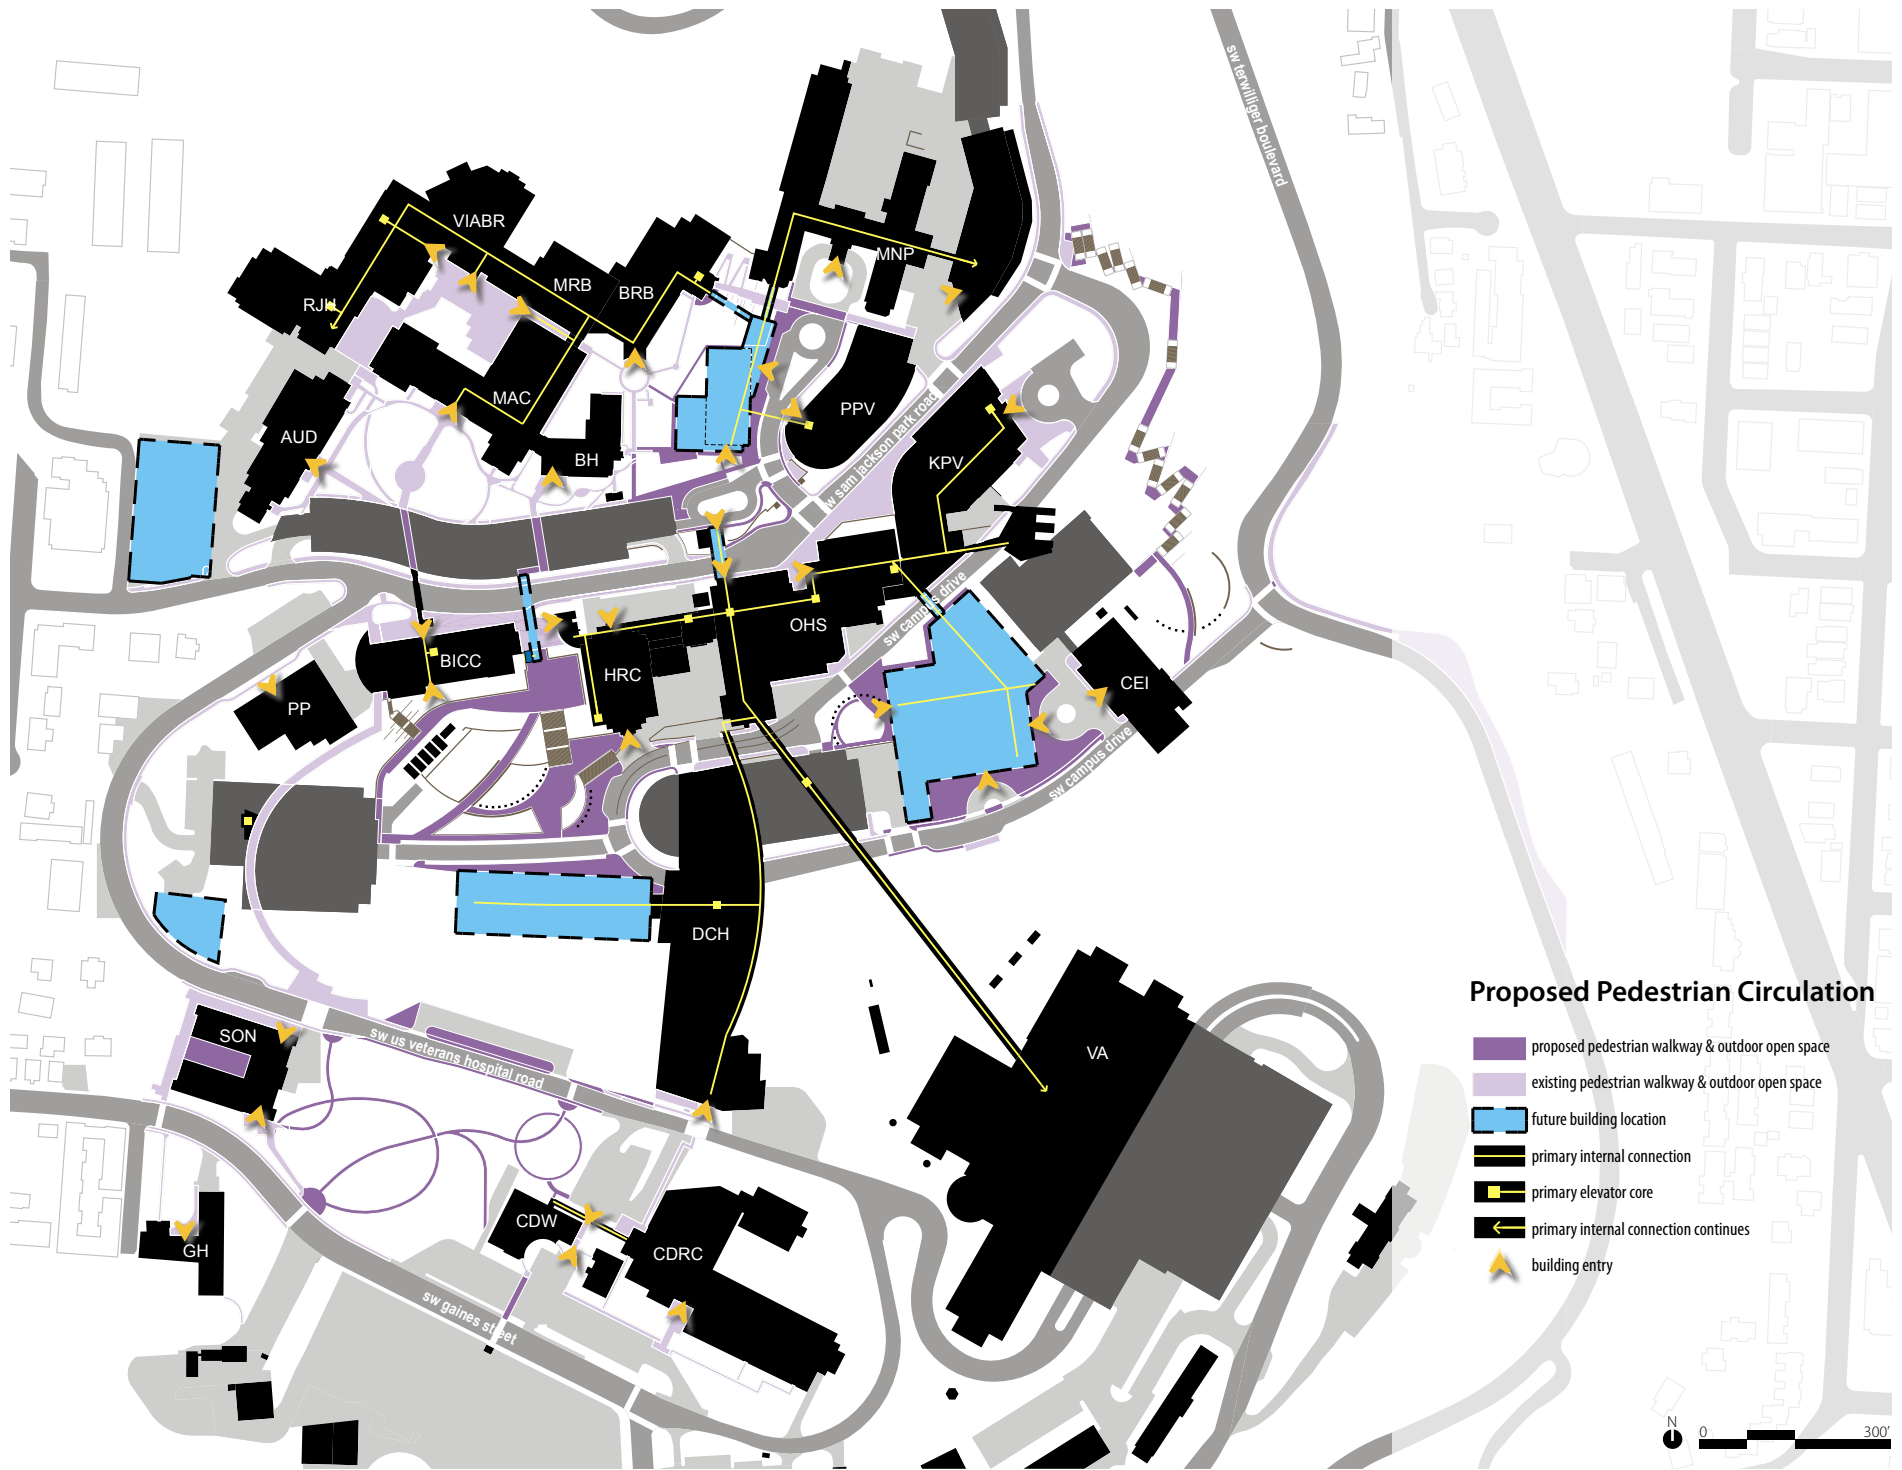 sw terwilliger boulevard
VIABR
MNP
MRB
BRB
RJH
MAC
PPV
sw sam jackson park road
AUD
BH
KPV
sw campus drive
OHS
BICC
HRC
CEI
PP
sw campus drive
DCH
Proposed Pedestrian Circulation
proposed pedestrian walkway & outdoor open space
existing pedestrian walkway & outdoor open space
future building location
primary internal connection
primary elevator core
primary internal connection continues
building entry
SON
sw us veterans hospital road
VA
CDW
GH
CDRC
sw gaines street
N
0
300'